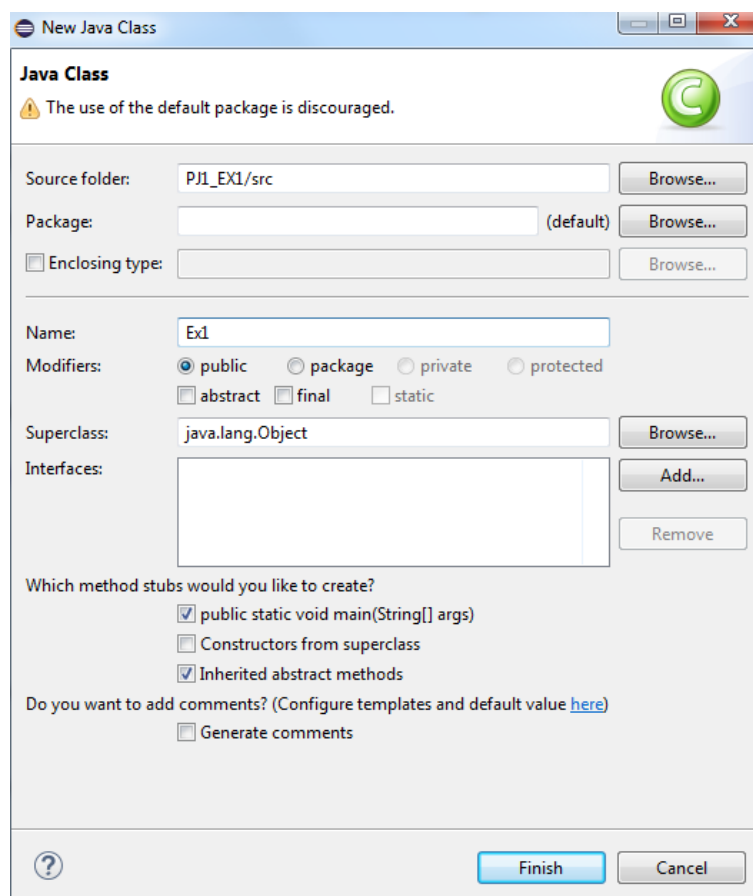 New Java Class
Java Class
The use of the default package is discouraged.
Source folder: PJ1_EX1/src Browse...
Package: (default) Browse...
Enclosing type: Browse...
Name: Ex1
Modifiers: public package private protected
abstract final static
Superclass: java.lang.Object Browse...
Interfaces: Add...
Remove
Which method stubs would you like to create?
public static void main(String[] args)
Constructors from superclass
Inherited abstract methods
Do you want to add comments? (Configure templates and default value here)
Generate comments
? Finish Cancel